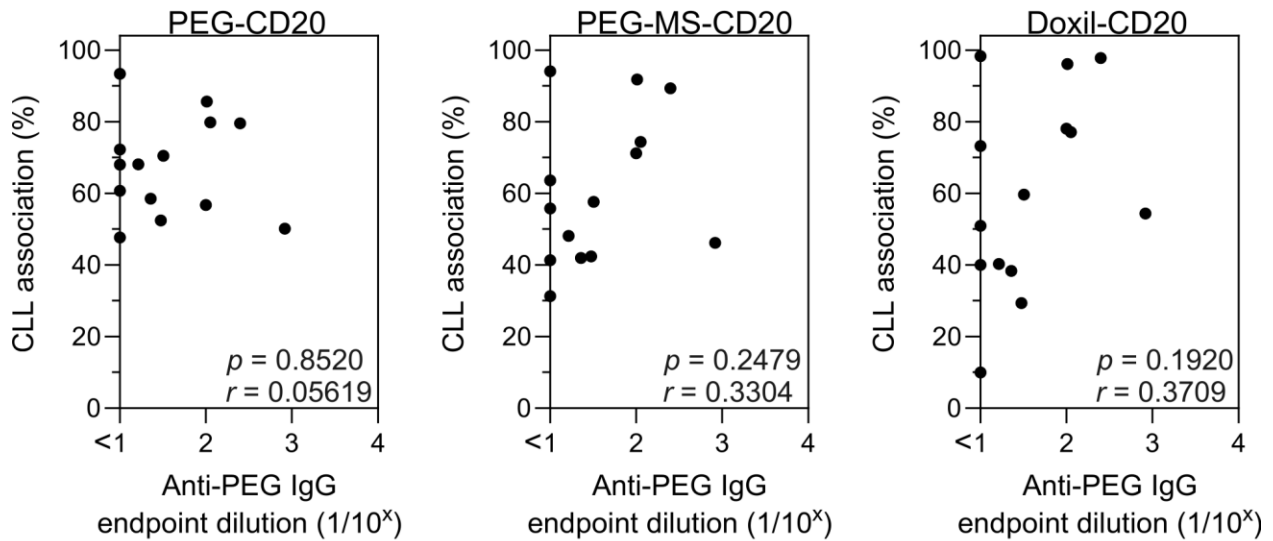 PEG-CD20
CLL association (%)
100
80
60
40
20
0
p = 0.8520
r = 0.05619
<1 2 3 4
Anti-PEG IgG
endpoint dilution (1/10^x)
PEG-MS-CD20
CLL association (%)
100
80
60
40
20
0
p = 0.2479
r = 0.3304
<1 2 3 4
Anti-PEG IgG
endpoint dilution (1/10^x)
Doxil-CD20
CLL association (%)
100
80
60
40
20
0
p = 0.1920
r = 0.3709
<1 2 3 4
Anti-PEG IgG
endpoint dilution (1/10^x)